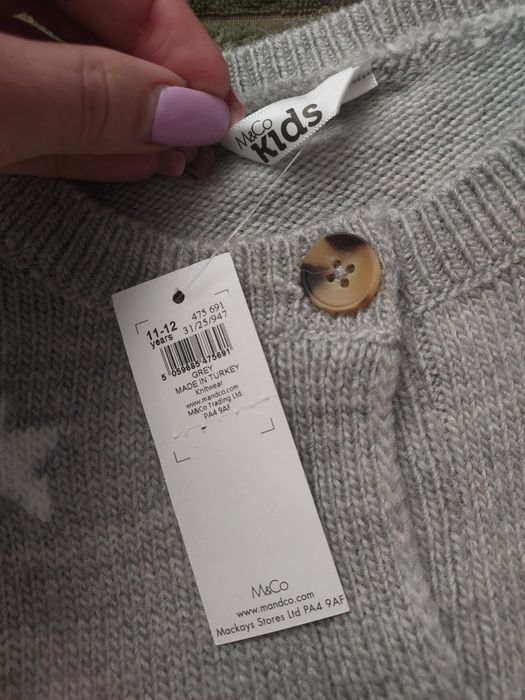 M&Co
Kids
11-12
years
475 691
31/25/947
5 059685 475691
GREY
MADE IN TURKEY
Knitwear
www.mandco.com
M&Co Trading Ltd.
PA4 9AF
M&Co
www.mandco.com
Mackays Stores Ltd PA4 9AF